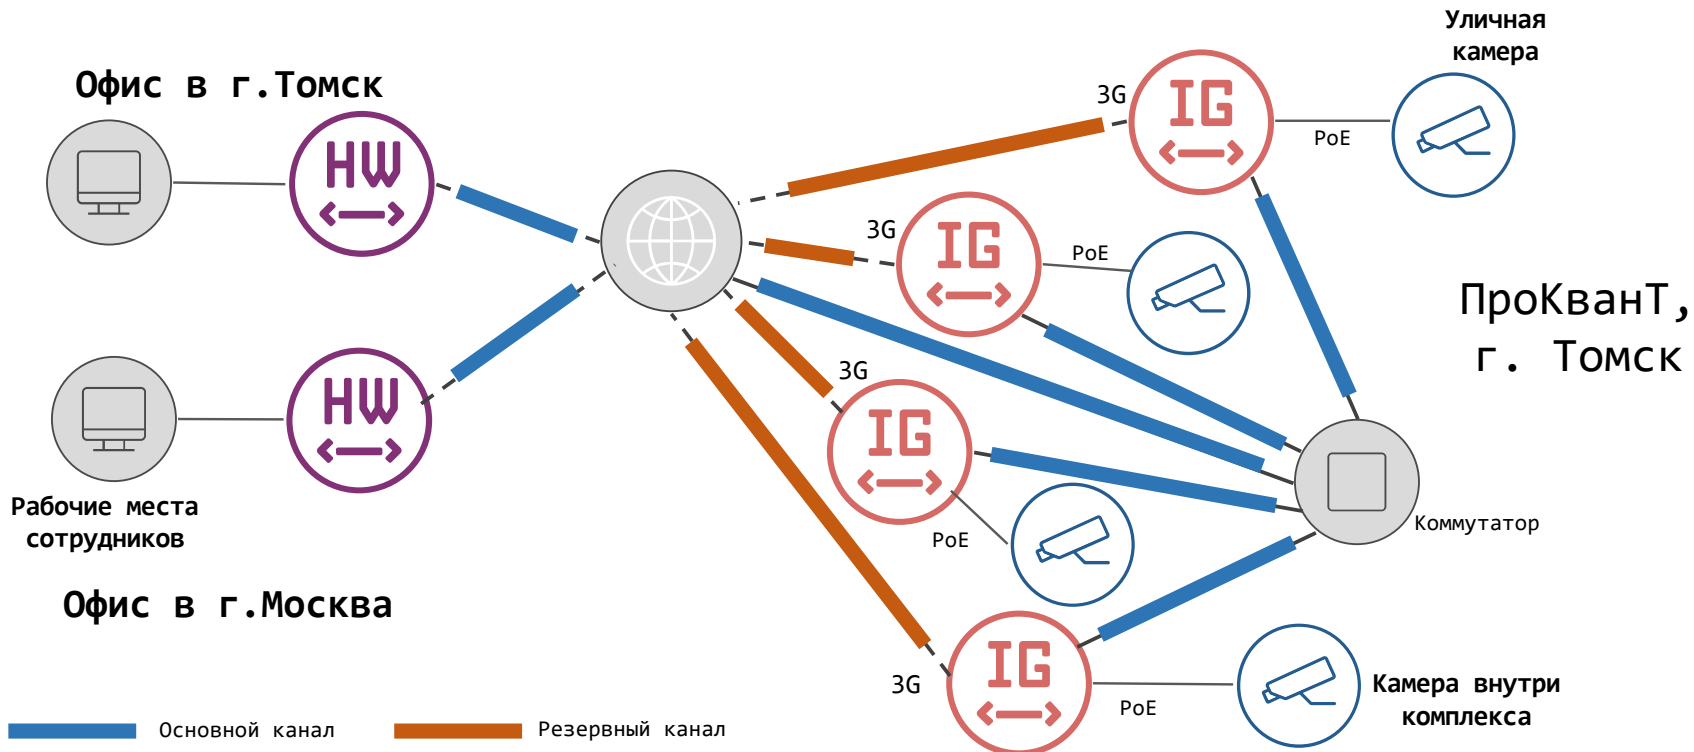 Уличная
камера
Офис в г.Томск
3G
IG
PoE
HW
3G
IG
PoE
ПроКванТ,
г. Томск
3G
HW
IG
PoE
Коммутатор
Рабочие места
сотрудников
Офис в г.Москва
3G
IG
PoE
Камера внутри
комплекса
Основной канал
Резервный канал